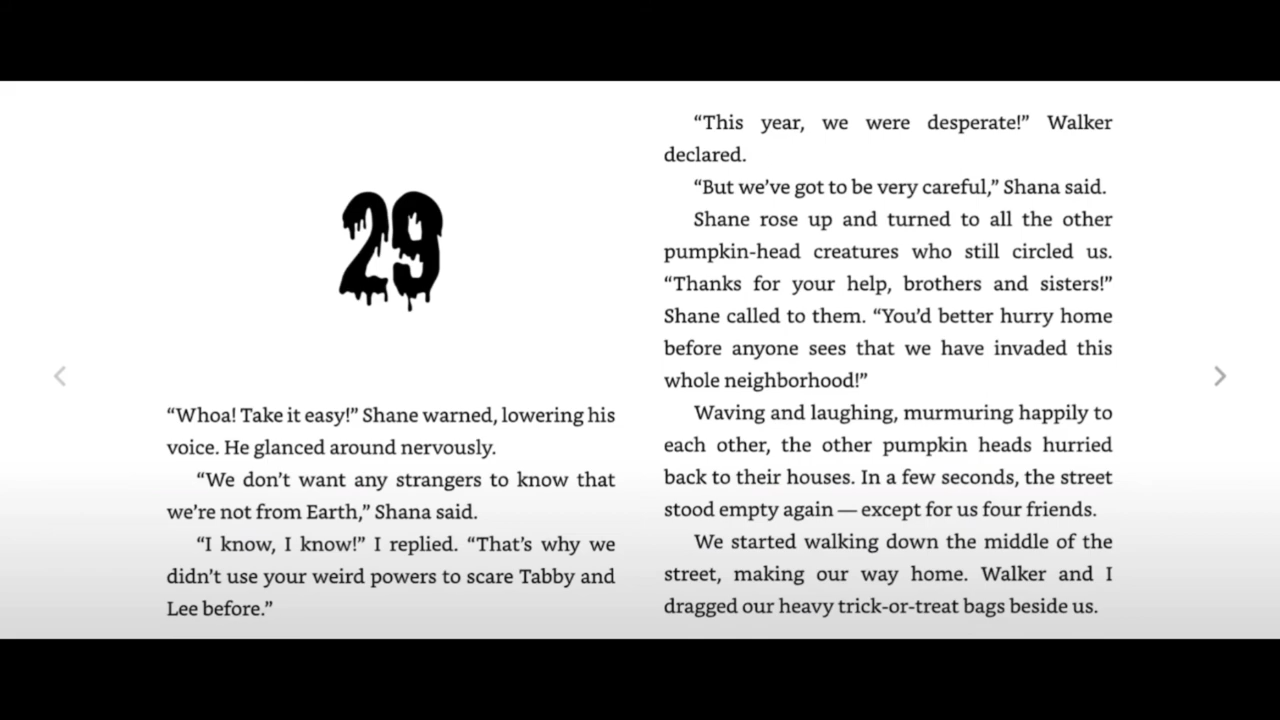 29
“Whoa! Take it easy!” Shane warned, lowering his
voice. He glanced around nervously.
“We don’t want any strangers to know that
we’re not from Earth,” Shana said.
“I know, I know!” I replied. “That’s why we
didn’t use your weird powers to scare Tabby and
Lee before.”
“This year, we were desperate!” Walker
declared.
“But we’ve got to be very careful,” Shana said.
Shane rose up and turned to all the other
pumpkin-head creatures who still circled us.
“Thanks for your help, brothers and sisters!”
Shane called to them. “You’d better hurry home
before anyone sees that we have invaded this
whole neighborhood!”
Waving and laughing, murmuring happily to
each other, the other pumpkin heads hurried
back to their houses. In a few seconds, the street
stood empty again — except for us four friends.
We started walking down the middle of the
street, making our way home. Walker and I
dragged our heavy trick-or-treat bags beside us.